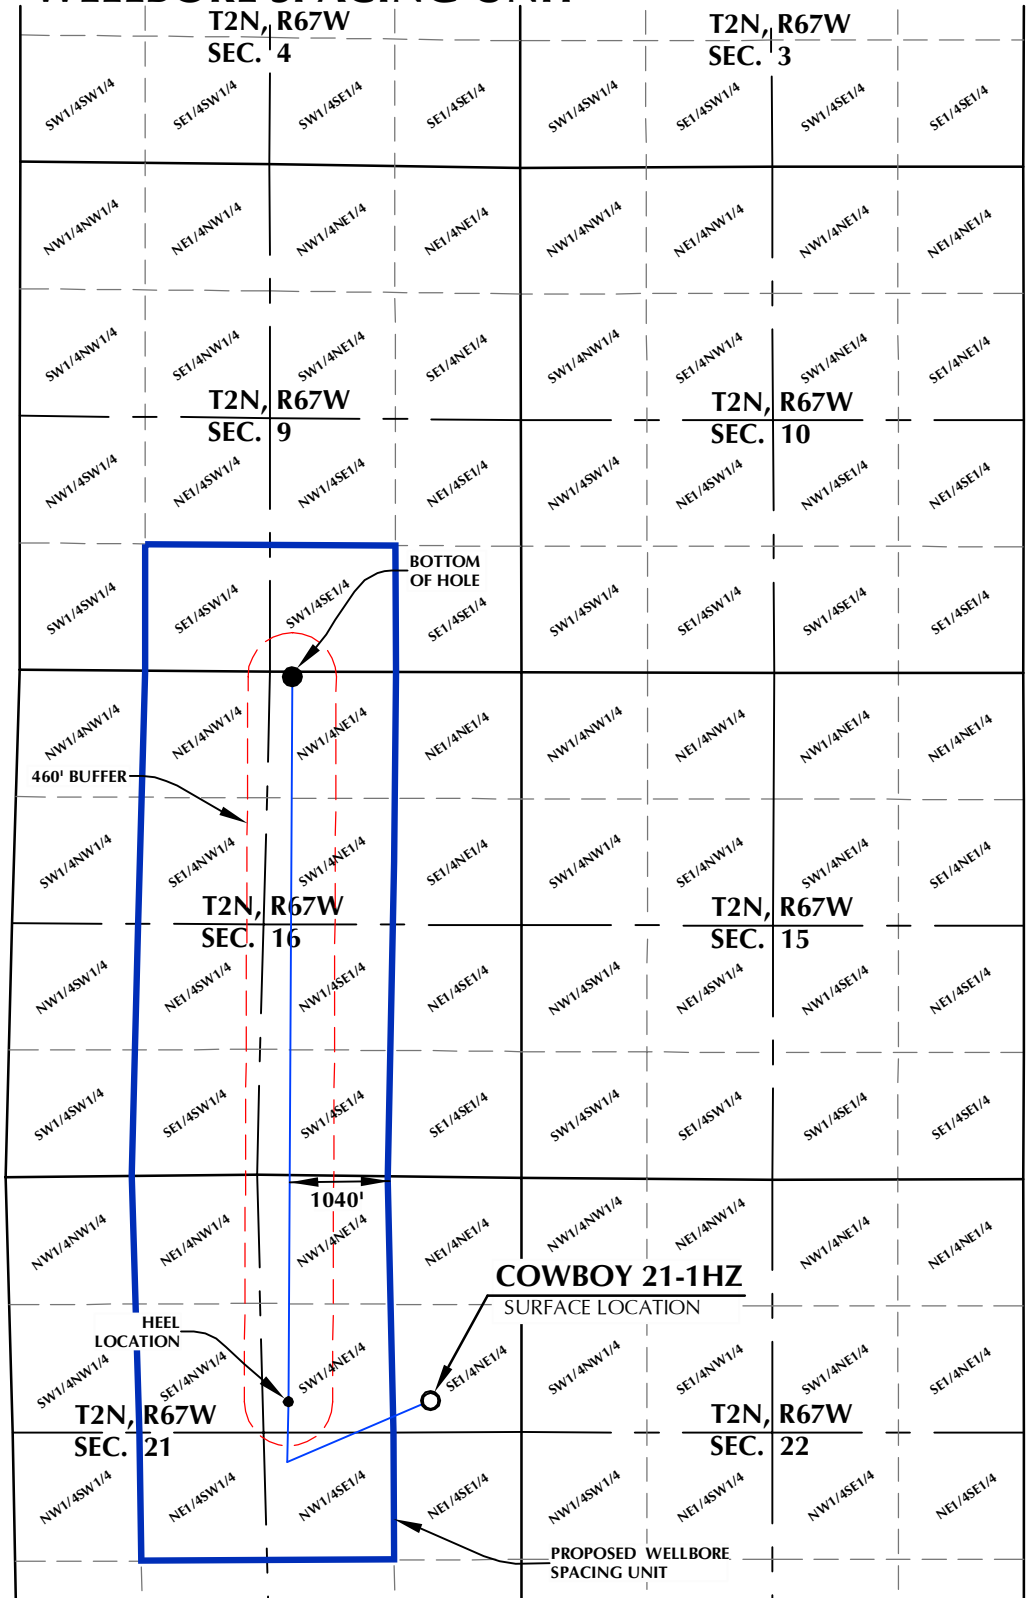 WELLBORE SPACING UNIT
T2N, R67W
SEC. 4
T2N, R67W
SEC. 3
SW1/4SW1/4
SE1/4SW1/4
SW1/4SE1/4
SE1/4SE1/4
SW1/4SW1/4
SE1/4SW1/4
SW1/4SE1/4
SE1/4SE1/4
NW1/4NW1/4
NE1/4NW1/4
NW1/4NE1/4
NE1/4NE1/4
NW1/4NW1/4
NE1/4NW1/4
NW1/4NE1/4
NE1/4NE1/4
SW1/4NW1/4
SE1/4NW1/4
SW1/4NE1/4
SE1/4NE1/4
SW1/4NW1/4
SE1/4NW1/4
SW1/4NE1/4
SE1/4NE1/4
T2N, R67W
SEC. 9
T2N, R67W
SEC. 10
NW1/4SW1/4
NE1/4SW1/4
NW1/4SE1/4
NE1/4SE1/4
NW1/4SW1/4
NE1/4SW1/4
NW1/4SE1/4
NE1/4SE1/4
BOTTOM
OF HOLE
SW1/4SW1/4
SE1/4SW1/4
SW1/4SE1/4
SE1/4SE1/4
SW1/4SW1/4
SE1/4SW1/4
SW1/4SE1/4
SE1/4SE1/4
NW1/4NW1/4
NE1/4NW1/4
NW1/4NE1/4
NE1/4NE1/4
NW1/4NW1/4
NE1/4NW1/4
NW1/4NE1/4
NE1/4NE1/4
460' BUFFER
SW1/4NW1/4
SE1/4NW1/4
SW1/4NE1/4
SE1/4NE1/4
SW1/4NW1/4
SE1/4NW1/4
SW1/4NE1/4
SE1/4NE1/4
T2N, R67W
SEC. 16
T2N, R67W
SEC. 15
NW1/4SW1/4
NE1/4SW1/4
NW1/4SE1/4
NE1/4SE1/4
NW1/4SW1/4
NE1/4SW1/4
NW1/4SE1/4
NE1/4SE1/4
SW1/4SW1/4
SE1/4SW1/4
SW1/4SE1/4
SE1/4SE1/4
SW1/4SW1/4
SE1/4SW1/4
SW1/4SE1/4
SE1/4SE1/4
1040'
NW1/4NW1/4
NE1/4NW1/4
NW1/4NE1/4
NE1/4NE1/4
NW1/4NW1/4
NE1/4NW1/4
NW1/4NE1/4
NE1/4NE1/4
COWBOY 21-1HZ
SURFACE LOCATION
HEEL
LOCATION
SW1/4NW1/4
SE1/4NW1/4
SW1/4NE1/4
SE1/4NE1/4
SW1/4NW1/4
SE1/4NW1/4
SW1/4NE1/4
SE1/4NE1/4
T2N, R67W
SEC. 21
T2N, R67W
SEC. 22
NW1/4SW1/4
NE1/4SW1/4
NW1/4SE1/4
NE1/4SE1/4
NW1/4SW1/4
NE1/4SW1/4
NW1/4SE1/4
NE1/4SE1/4
PROPOSED WELLBORE
SPACING UNIT